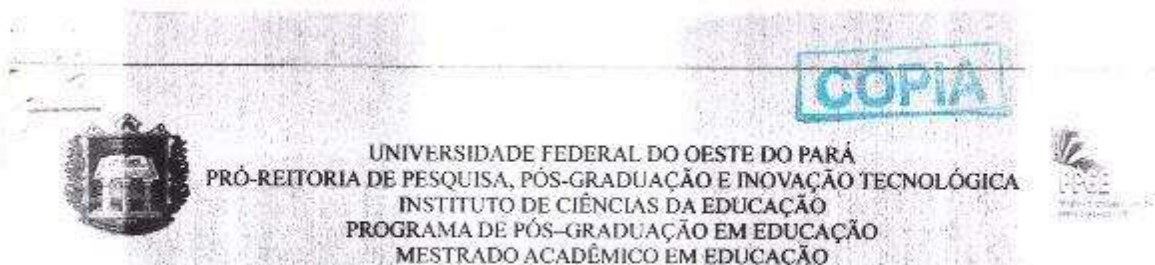 CÓPIA
UNIVERSIDADE FEDERAL DO OESTE DO PARÁ
PRÓ-REITORIA DE PESQUISA, PÓS-GRADUAÇÃO E INOVAÇÃO TECNOLÓGICA
INSTITUTO DE CIÊNCIAS DA EDUCAÇÃO
PROGRAMA DE PÓS–GRADUAÇÃO EM EDUCAÇÃO
MESTRADO ACADÊMICO EM EDUCAÇÃO